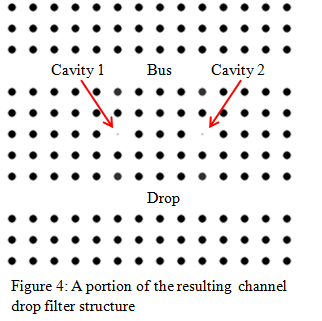 Cavity 1 Bus Cavity 2
Drop
Figure 4: A portion of the resulting channel
drop filter structure